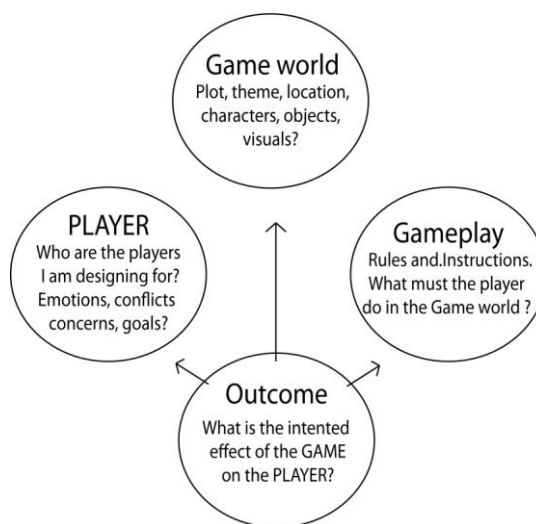 Game world
Plot, theme, location,
characters, objects,
visuals?
PLAYER
Who are the players
I am designing for?
Emotions, conflicts
concerns, goals?
Gameplay
Rules and.Instructions.
What must the player
do in the Game world ?
Outcome
What is the intented
effect of the GAME
on the PLAYER?